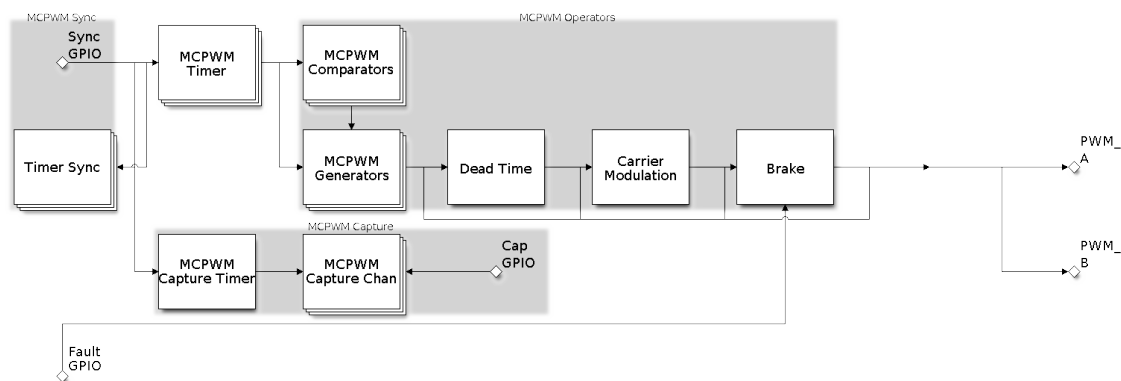 MCPWM Sync
MCPWM Operators
Sync
GPIO
MCPWM
Timer
MCPWM
Comparators
Timer Sync
MCPWM
Generators
Dead Time
Carrier
Modulation
Brake
PWM_
A
MCPWM Capture
MCPWM
Capture Timer
MCPWM
Capture Chan
Cap
GPIO
PWM_
B
Fault
GPIO